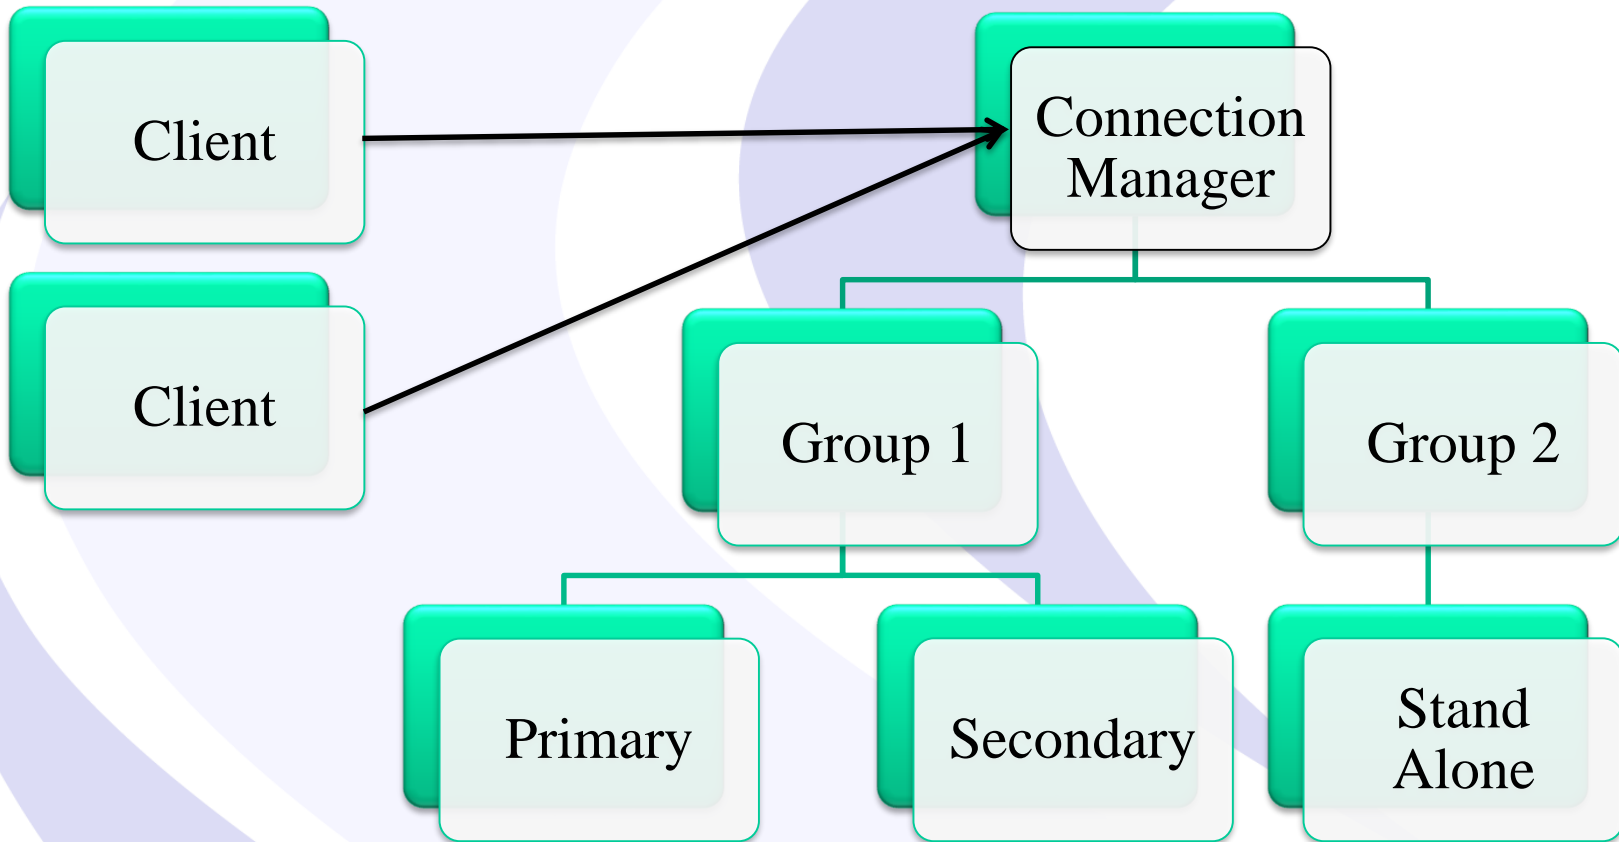 Client
Connection
Manager
Client
Group 1
Group 2
Primary
Secondary
Stand
Alone